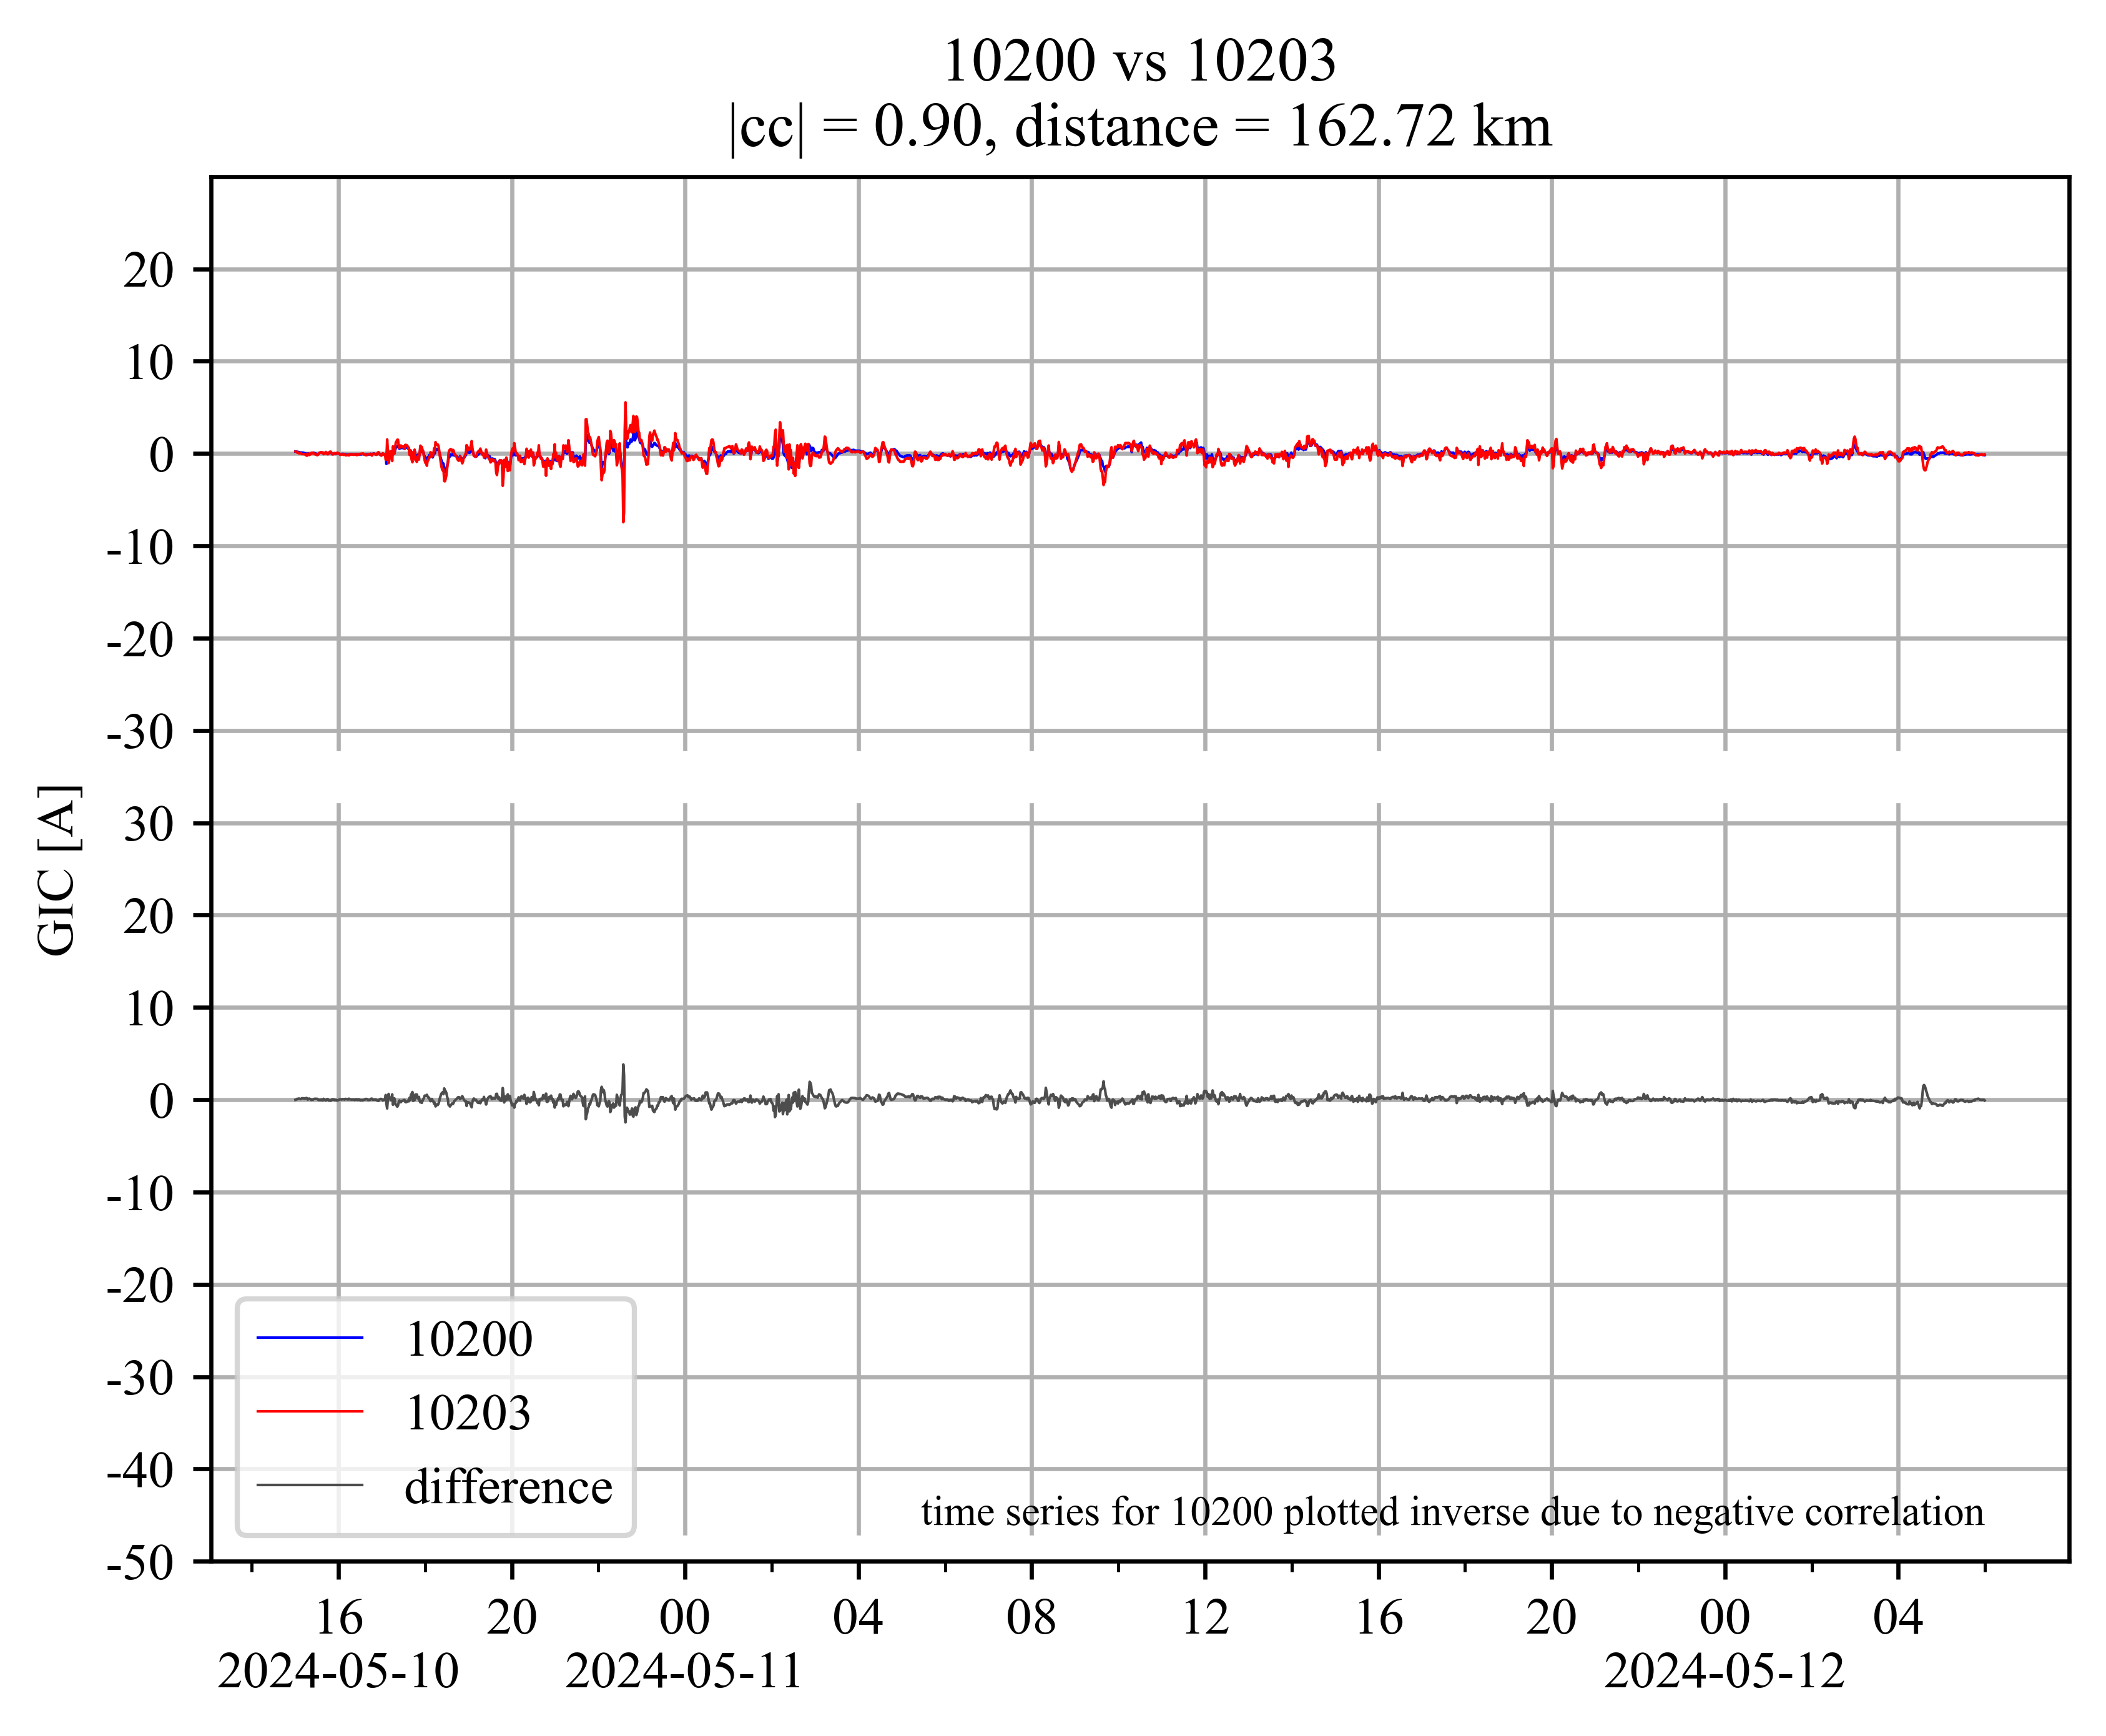 10200 vs 10203
|cc| = 0.90, distance = 162.72 km
GIC [A]
20
10
0
-10
-20
-30
30
20
10
0
-10
-20
-30
-40
-50
10200
10203
difference
time series for 10200 plotted inverse due to negative correlation
16 20 00 04 08 12 16 20 00 04
2024-05-10 2024-05-11 2024-05-12